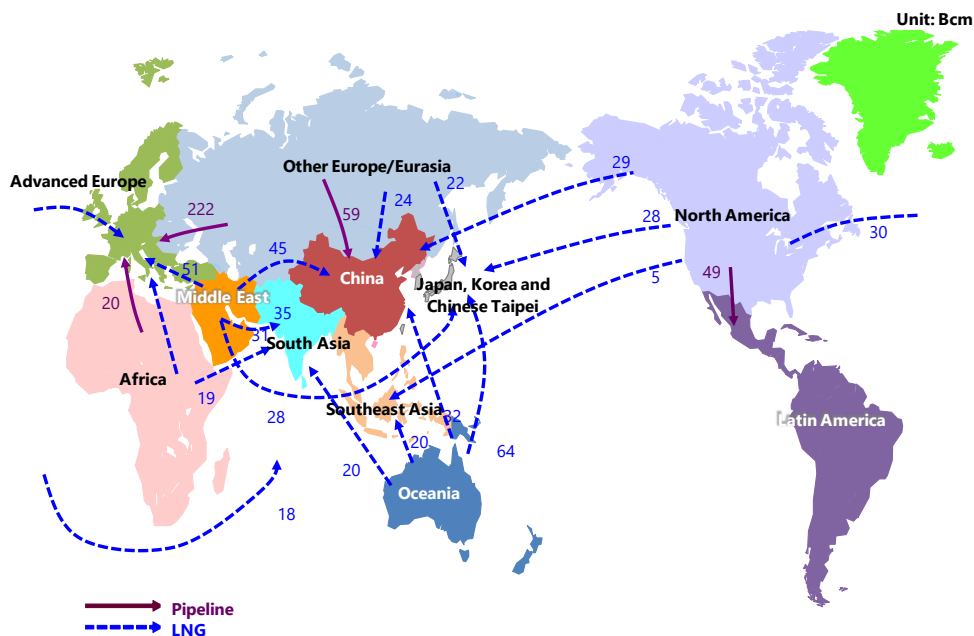 Unit: Bcm
29
Other Europe/Eurasia
22
Advanced Europe
24
222
59
28
North America
30
45
51
China
5
49
Middle East
Japan, Korea and
Chinese Taipei
20
35
31
South Asia
Africa
19
Southeast Asia
32
28
Latin America
20
64
20
Oceania
18
Pipeline
LNG